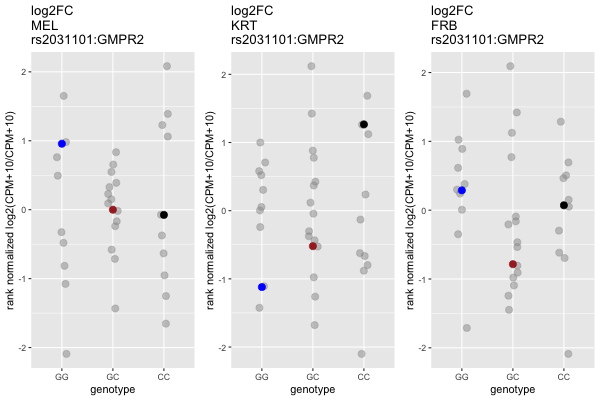 log2FC
MEL
rs2031101:GMPR2
rank normalized log2(CPM+10/CPM+10)
2
1
0
-1
-2
GG
GC
CC
genotype
log2FC
KRT
rs2031101:GMPR2
rank normalized log2(CPM+10/CPM+10)
2
1
0
-1
-2
GG
GC
CC
genotype
log2FC
FRB
rs2031101:GMPR2
rank normalized log2(CPM+10/CPM+10)
2
1
0
-1
-2
GG
GC
CC
genotype